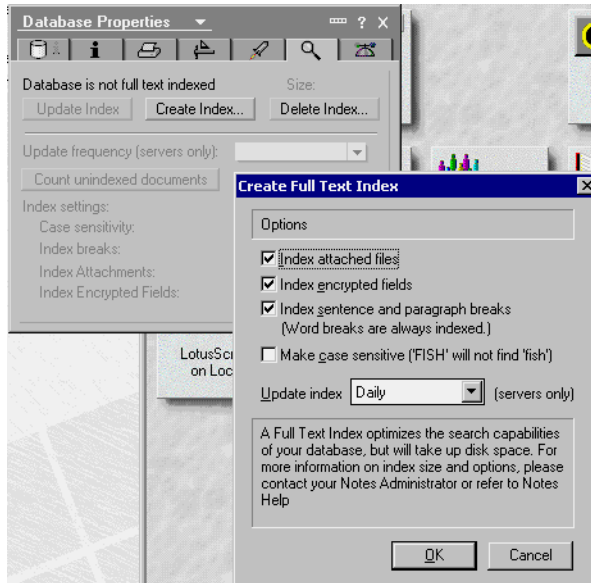 Database Properties
? X
i
Database is not full text indexed Size:
Update Index Create Index... Delete Index...
Update frequency (servers only):
Count unindexed documents
Index settings:
Case sensitivity:
Index breaks:
Index Attachments:
Index Encrypted Fields:
LotusScr
on Loc
Create Full Text Index
Options
Index attached files
Index encrypted fields
Index sentence and paragraph breaks
(Word breaks are always indexed.)
Make case sensitive ('FISH' will not find 'fish')
Update index Daily (servers only)
A Full Text Index optimizes the search capabilities
of your database, but will take up disk space. For
more information on index size and options, please
contact your Notes Administrator or refer to Notes
Help
OK Cancel